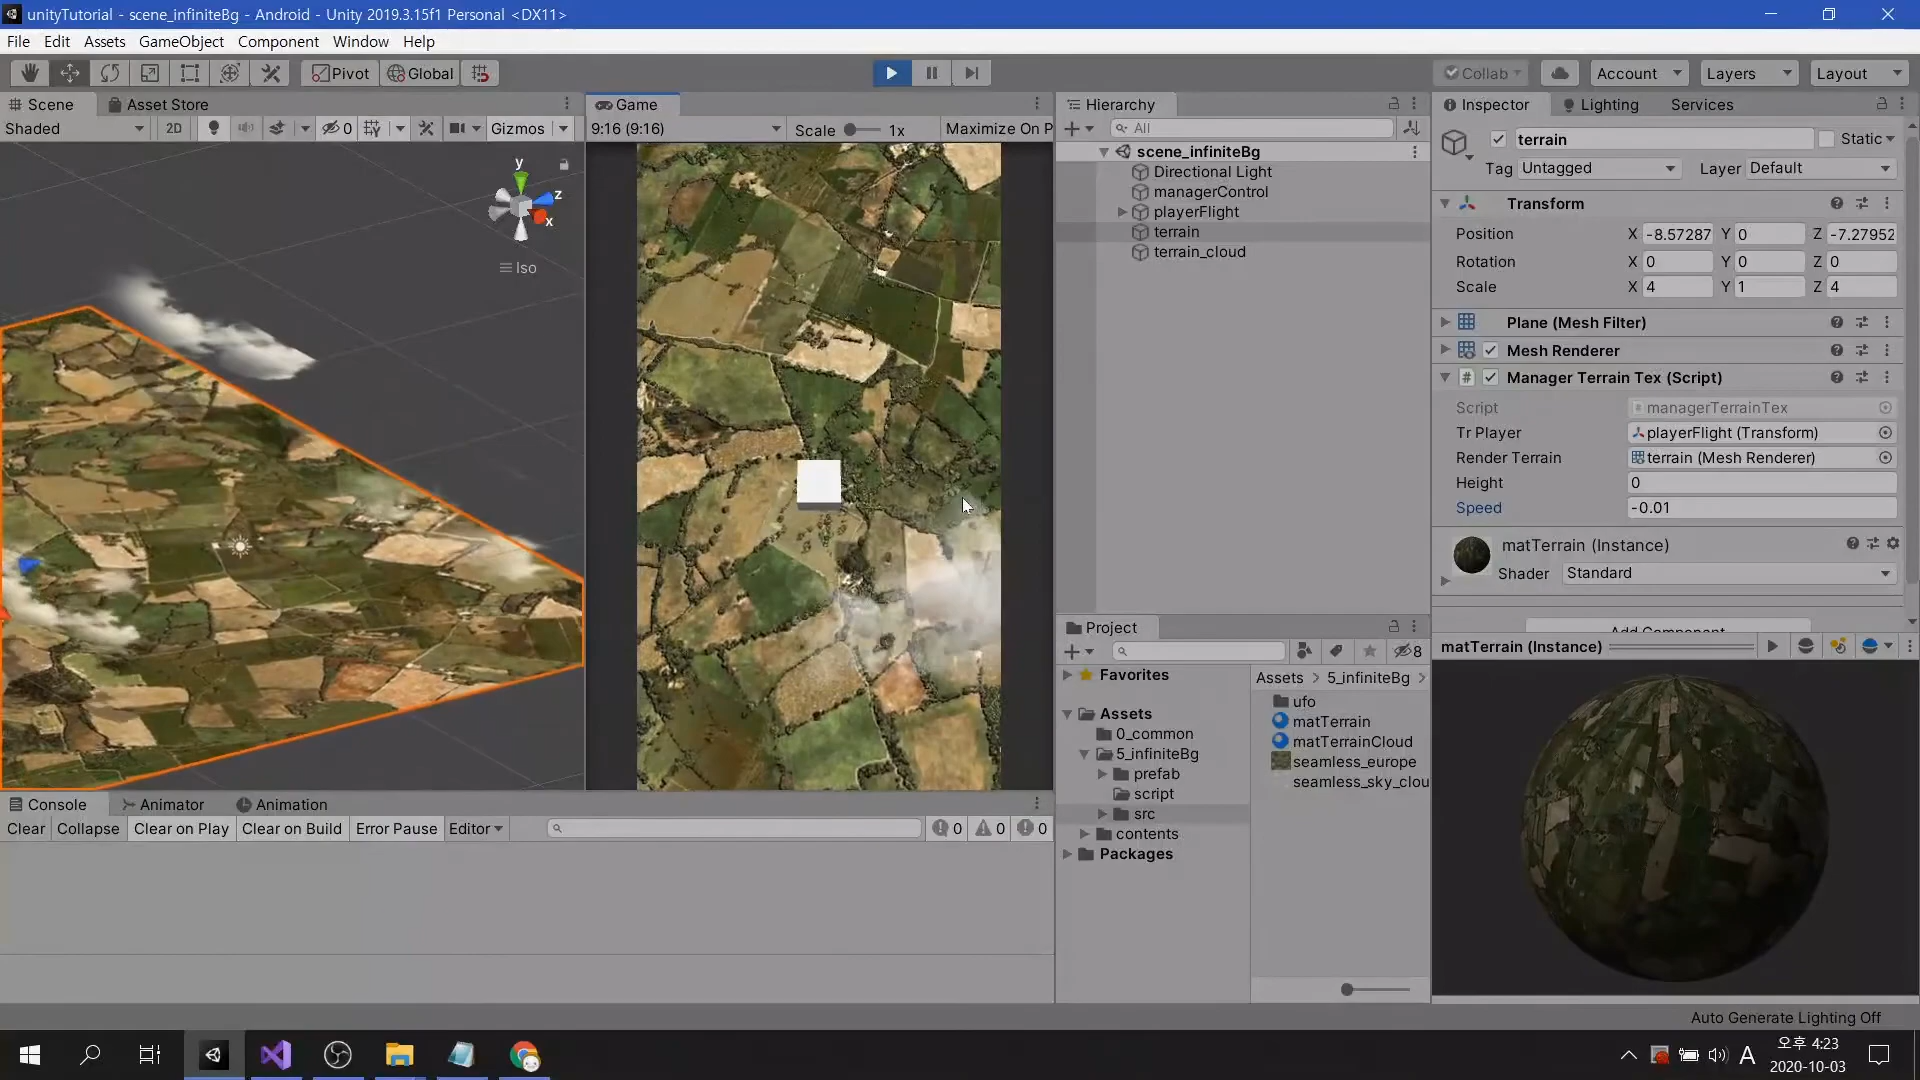 unityTutorial - scene_infiniteBg - Android - Unity 2019.3.15f1 Personal <DX11>
File Edit Assets GameObject Component Window Help
Pivot Global Collab Account Layers Layout
Scene Asset Store
Shaded 2D 0 Gizmos
y
z
x
Iso
Game
9:16 (9:16) Scale 1x Maximize On P
Hierarchy
All
scene_infiniteBg
Directional Light
managerControl
playerFlight
terrain
terrain_cloud
Inspector Lighting Services
terrain Static
Tag Untagged Layer Default
Transform
Position X -8.57287 Y 0 Z -7.27952
Rotation X 0 Y 0 Z 0
Scale X 4 Y 1 Z 4
Plane (Mesh Filter)
Mesh Renderer
# Manager Terrain Tex (Script)
Script managerTerrainTex
Tr Player playerFlight (Transform)
Render Terrain terrain (Mesh Renderer)
Height 0
Speed -0.01
matTerrain (Instance)
Shader Standard
Add Component
matTerrain (Instance)
Project
8
Favorites
Assets
0_common
5_infiniteBg
prefab
script
src
contents
Packages
Assets > 5_infiniteBg >
ufo
matTerrain
matTerrainCloud
seamless_europe
seamless_sky_clou
Console Animator Animation
Clear Collapse Clear on Play Clear on Build Error Pause Editor 0 0 0
Auto Generate Lighting Off
A 오후 4:23
2020-10-03